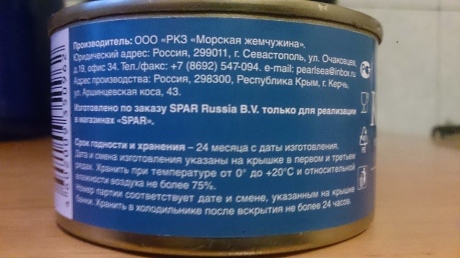 Производитель: ООО «РКЗ «Морская жемчужина».
Юридический адрес: Россия, 299011, г. Севастополь, ул. Очаковцев,
д.19, офис 34. Тел./факс: +7 (8692) 547-094. e-mail: pearlsea@inbox.ru
Адрес производства: Россия, 298300, Республика Крым, г. Керчь,
ул. Аршинцевская коса, 43.
Изготовлено по заказу SPAR Russia B.V. только для реализации
в магазинах «SPAR».
Срок годности и хранения – 24 месяца с даты изготовления.
Дата и смена изготовления указаны на крышке в первом и третьем
рядах. Хранить при температуре от 0° до +20°С и относительной
влажности воздуха не более 75%.
Номер партии соответствует дате и смене, указанным на крышке
банки. Хранить в холодильнике после вскрытия не более 24 часов.